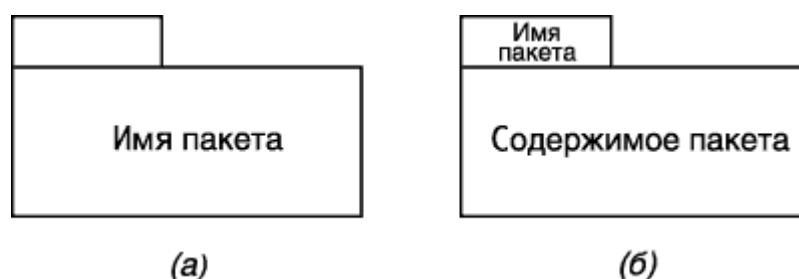 Имя пакета
(а)
Имя
пакета
Содержимое пакета
(б)